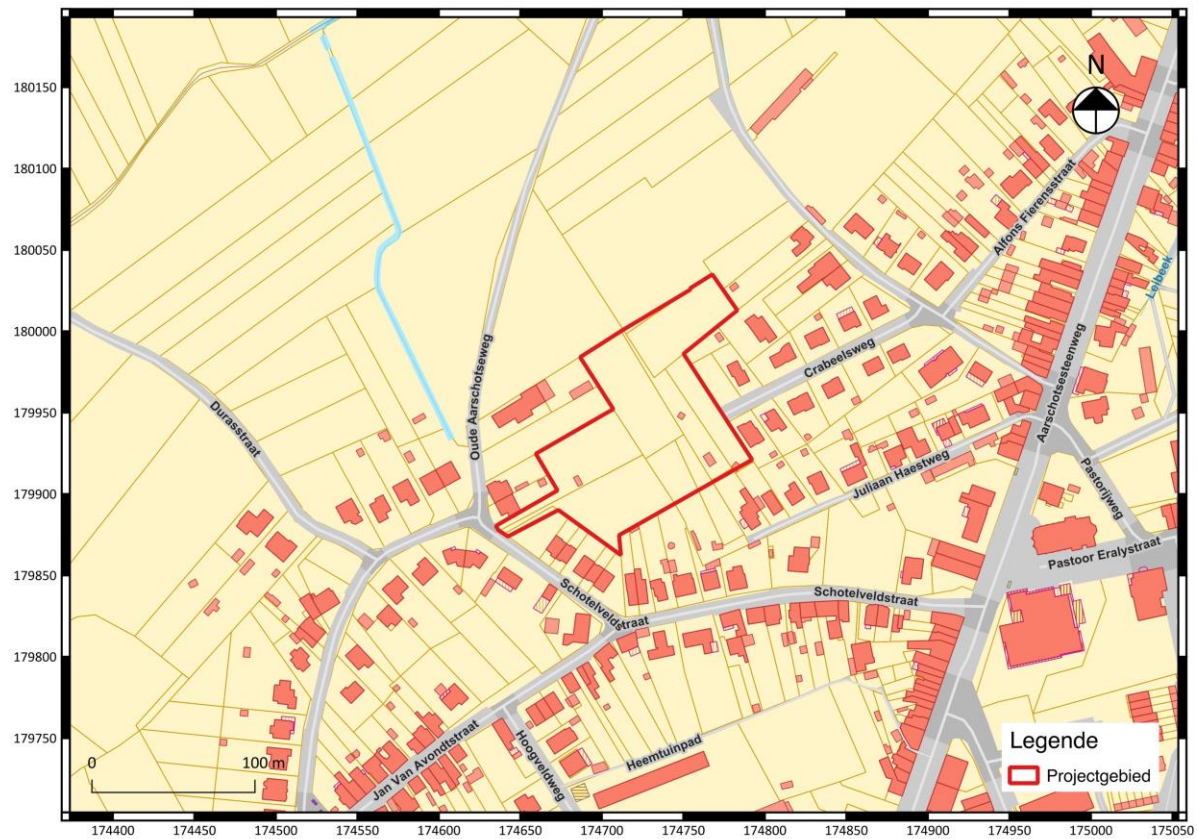 180150
180100
180050
180000
179950
179900
179850
179800
179750
N
Alfons Fierensstraat
Leibeek
Oude Aarschotseweg
Crabeelsweg
Aarschotsesteenweg
Durasstraat
Juliaan Haestweg
Pastorijweg
Pastoor Eralystraat
Schotelveldstraat
Schotelveldstraat
Jan Van Avondtstraat
Hoogveldweg
Heemtuinpad
Legende
Projectgebied
0 100 m
174400 174450 174500 174550 174600 174650 174700 174750 174800 174850 174900 174950 175000 175050